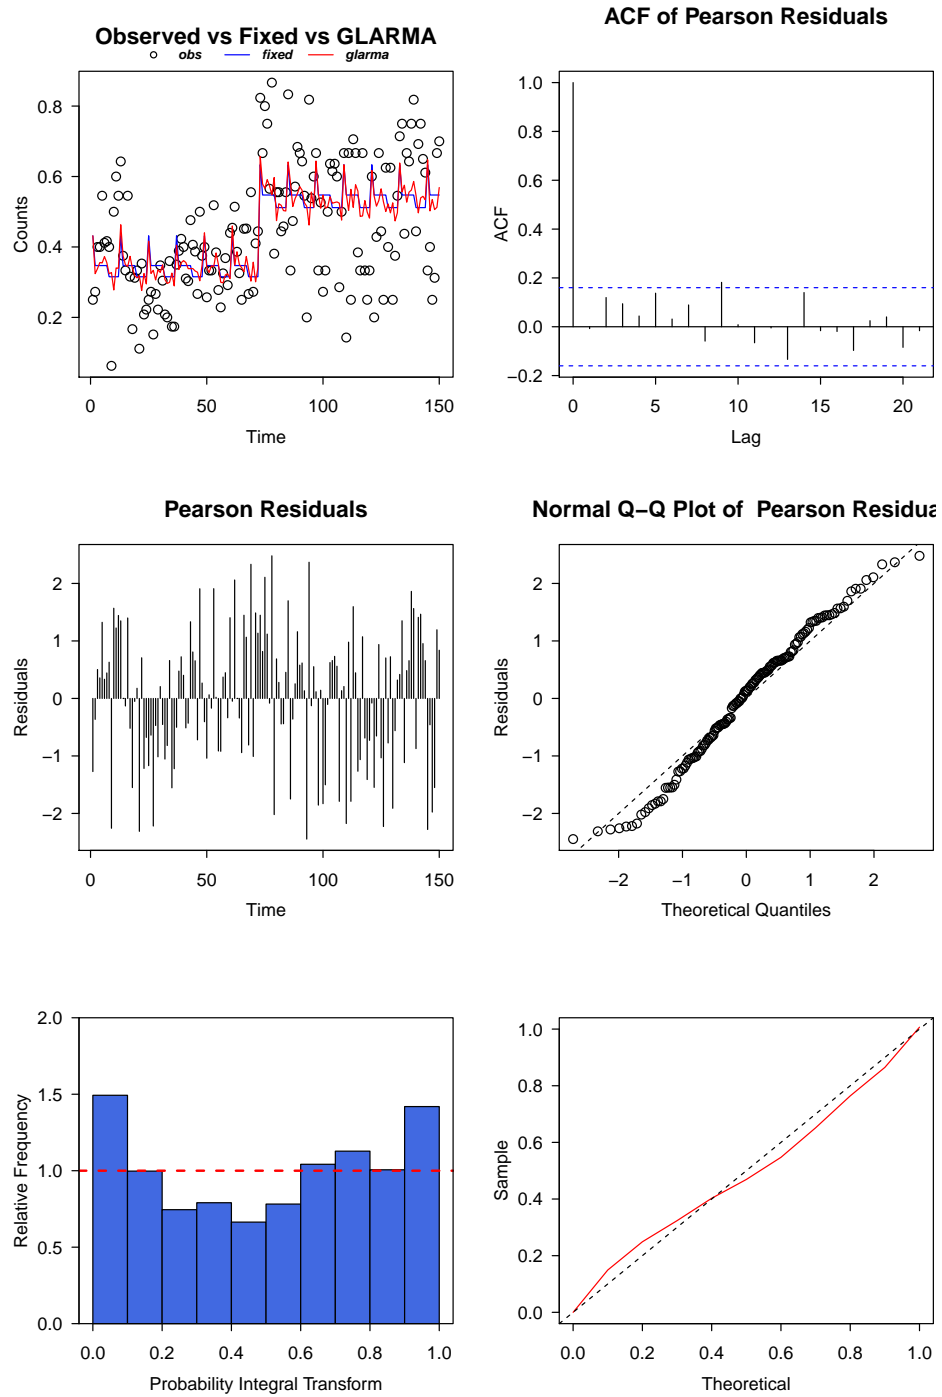 Observed vs Fixed vs GLARMA
obs fixed glarma
Counts
0.8
0.6
0.4
0.2
0 50 100 150
Time
ACF of Pearson Residuals
ACF
1.0
0.8
0.6
0.4
0.2
0.0
−0.2
0 5 10 15 20
Lag
Pearson Residuals
Residuals
2
1
0
−1
−2
0 50 100 150
Time
Normal Q−Q Plot of Pearson Residua
Residuals
2
1
0
−1
−2
−2 −1 0 1 2
Theoretical Quantiles
Relative Frequency
2.0
1.5
1.0
0.5
0.0
0.0 0.2 0.4 0.6 0.8 1.0
Probability Integral Transform
Sample
1.0
0.8
0.6
0.4
0.2
0.0
0.0 0.2 0.4 0.6 0.8 1.0
Theoretical